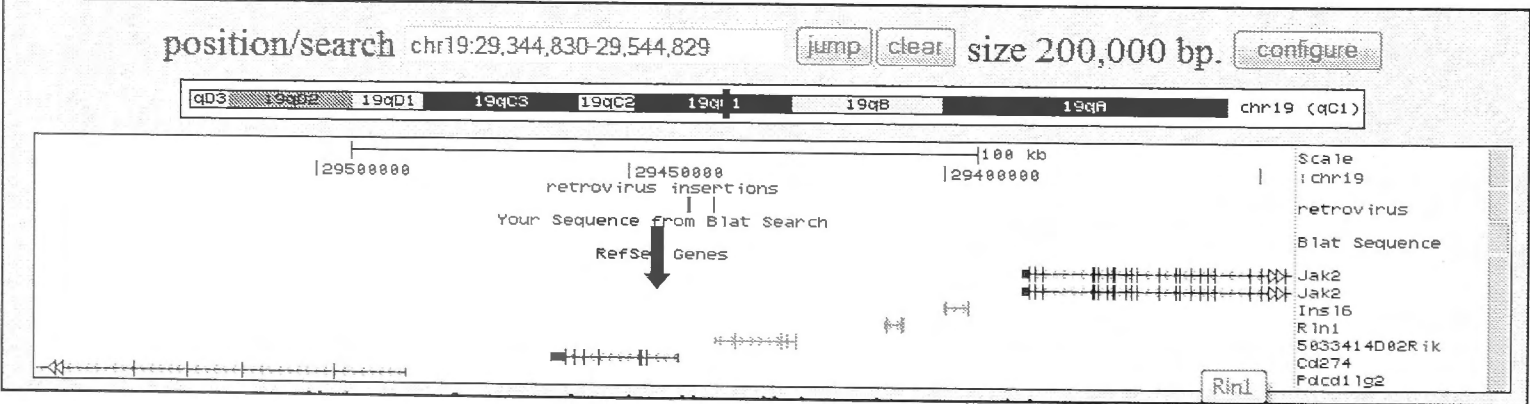 position/search chr19:29,344,830-29,544,829 jump clear size 200,000 bp. configure
qD3 19qD2 19qD1 19qC3 19qC2 19qB 19qA chr19 (qC1)
100 kb Scale
|29500000 |29450000 |29400000 | chr19
retrovirus insertions
retrovirus
Your Sequence from Blat Search
Blat Sequence
Genes
Jak2
Jak2
Insl6
Rln1
5033414D02Rik
Cd274
Pdcd1lg2
Rln1